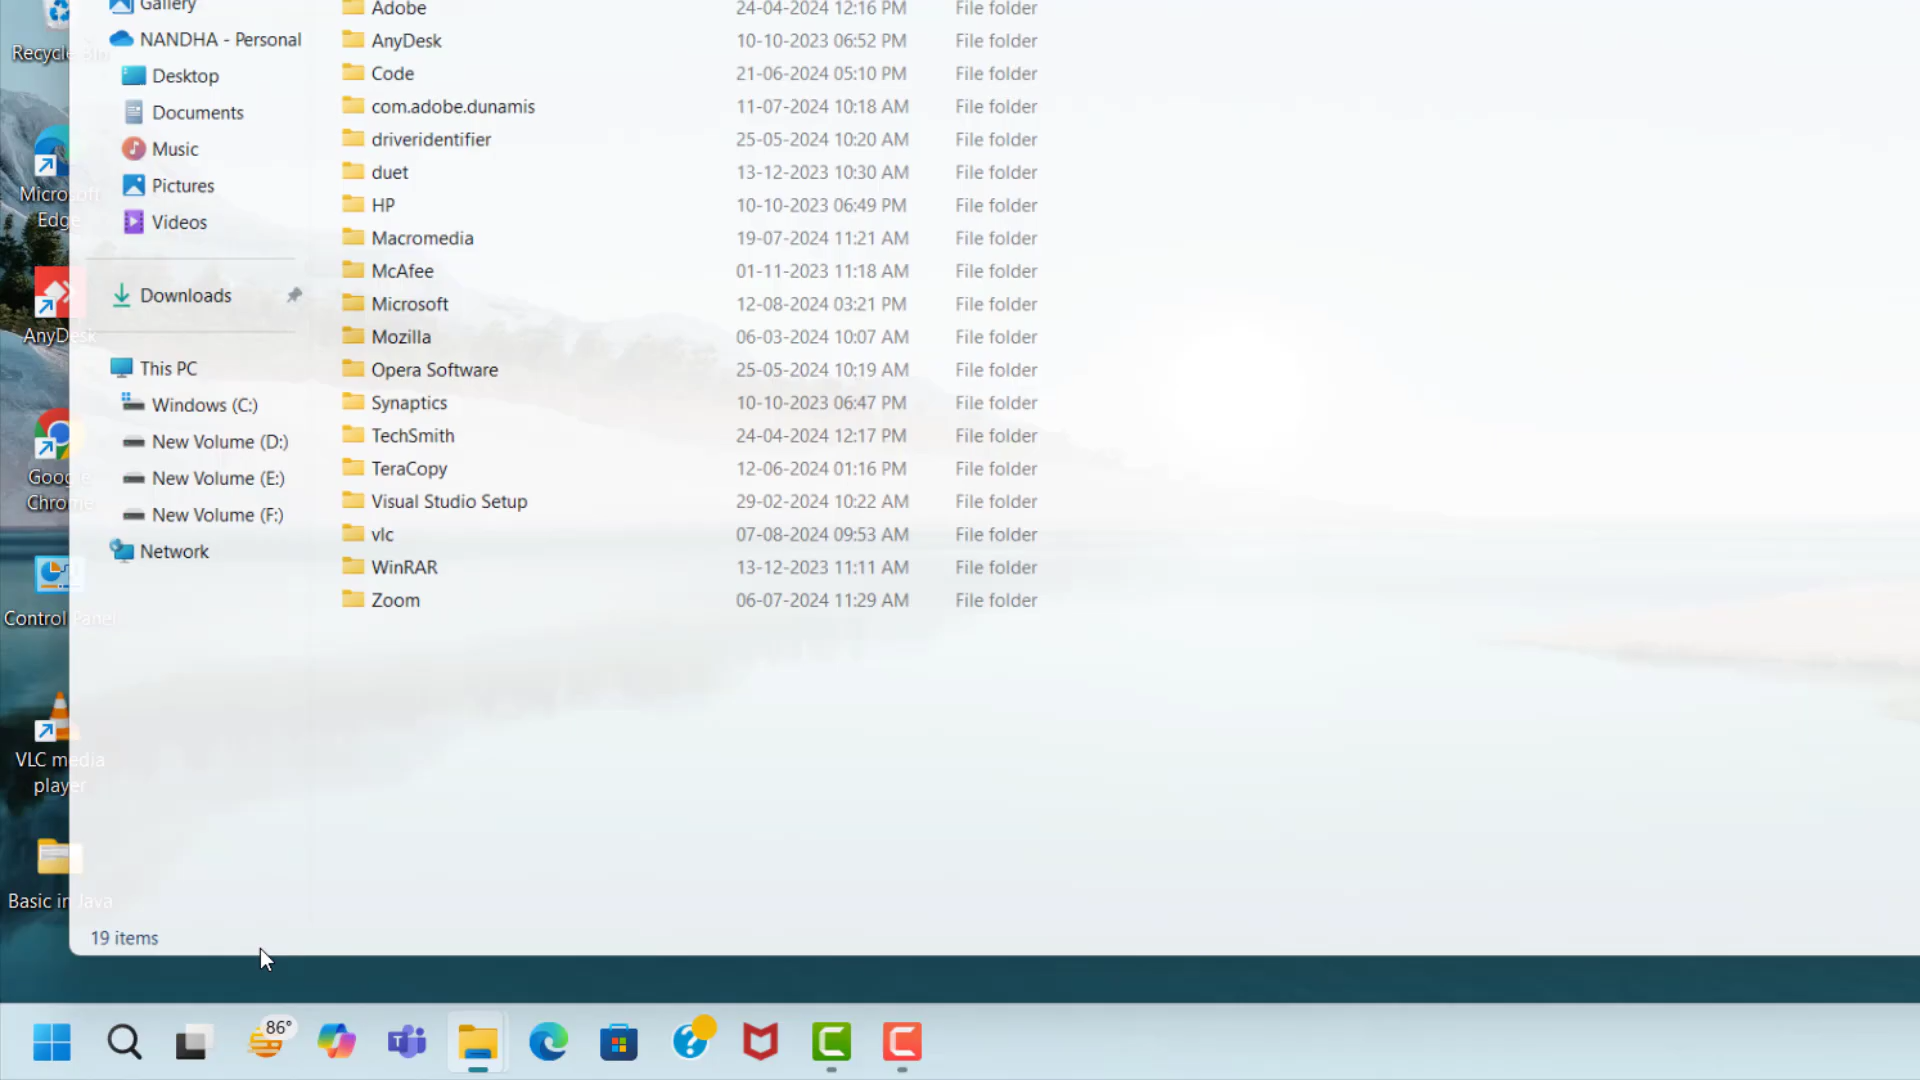 Gallery
NANDHA - Personal
Desktop
Documents
Music
Pictures
Videos
Downloads
This PC
Windows (C:)
New Volume (D:)
New Volume (E:)
New Volume (F:)
Network
Adobe 24-04-2024 12:16 PM File folder
AnyDesk 10-10-2023 06:52 PM File folder
Code 21-06-2024 05:10 PM File folder
com.adobe.dunamis 11-07-2024 10:18 AM File folder
driveridentifier 25-05-2024 10:20 AM File folder
duet 13-12-2023 10:30 AM File folder
HP 10-10-2023 06:49 PM File folder
Macromedia 19-07-2024 11:21 AM File folder
McAfee 01-11-2023 11:18 AM File folder
Microsoft 12-08-2024 03:21 PM File folder
Mozilla 06-03-2024 10:07 AM File folder
Opera Software 25-05-2024 10:19 AM File folder
Synaptics 10-10-2023 06:47 PM File folder
TechSmith 24-04-2024 12:17 PM File folder
TeraCopy 12-06-2024 01:16 PM File folder
Visual Studio Setup 29-02-2024 10:22 AM File folder
vlc 07-08-2024 09:53 AM File folder
WinRAR 13-12-2023 11:11 AM File folder
Zoom 06-07-2024 11:29 AM File folder
19 items
Recycle Bin
Microsoft
Edge
AnyDesk
Google
Chrome
Control Panel
VLC media
player
Basic in Java
86°